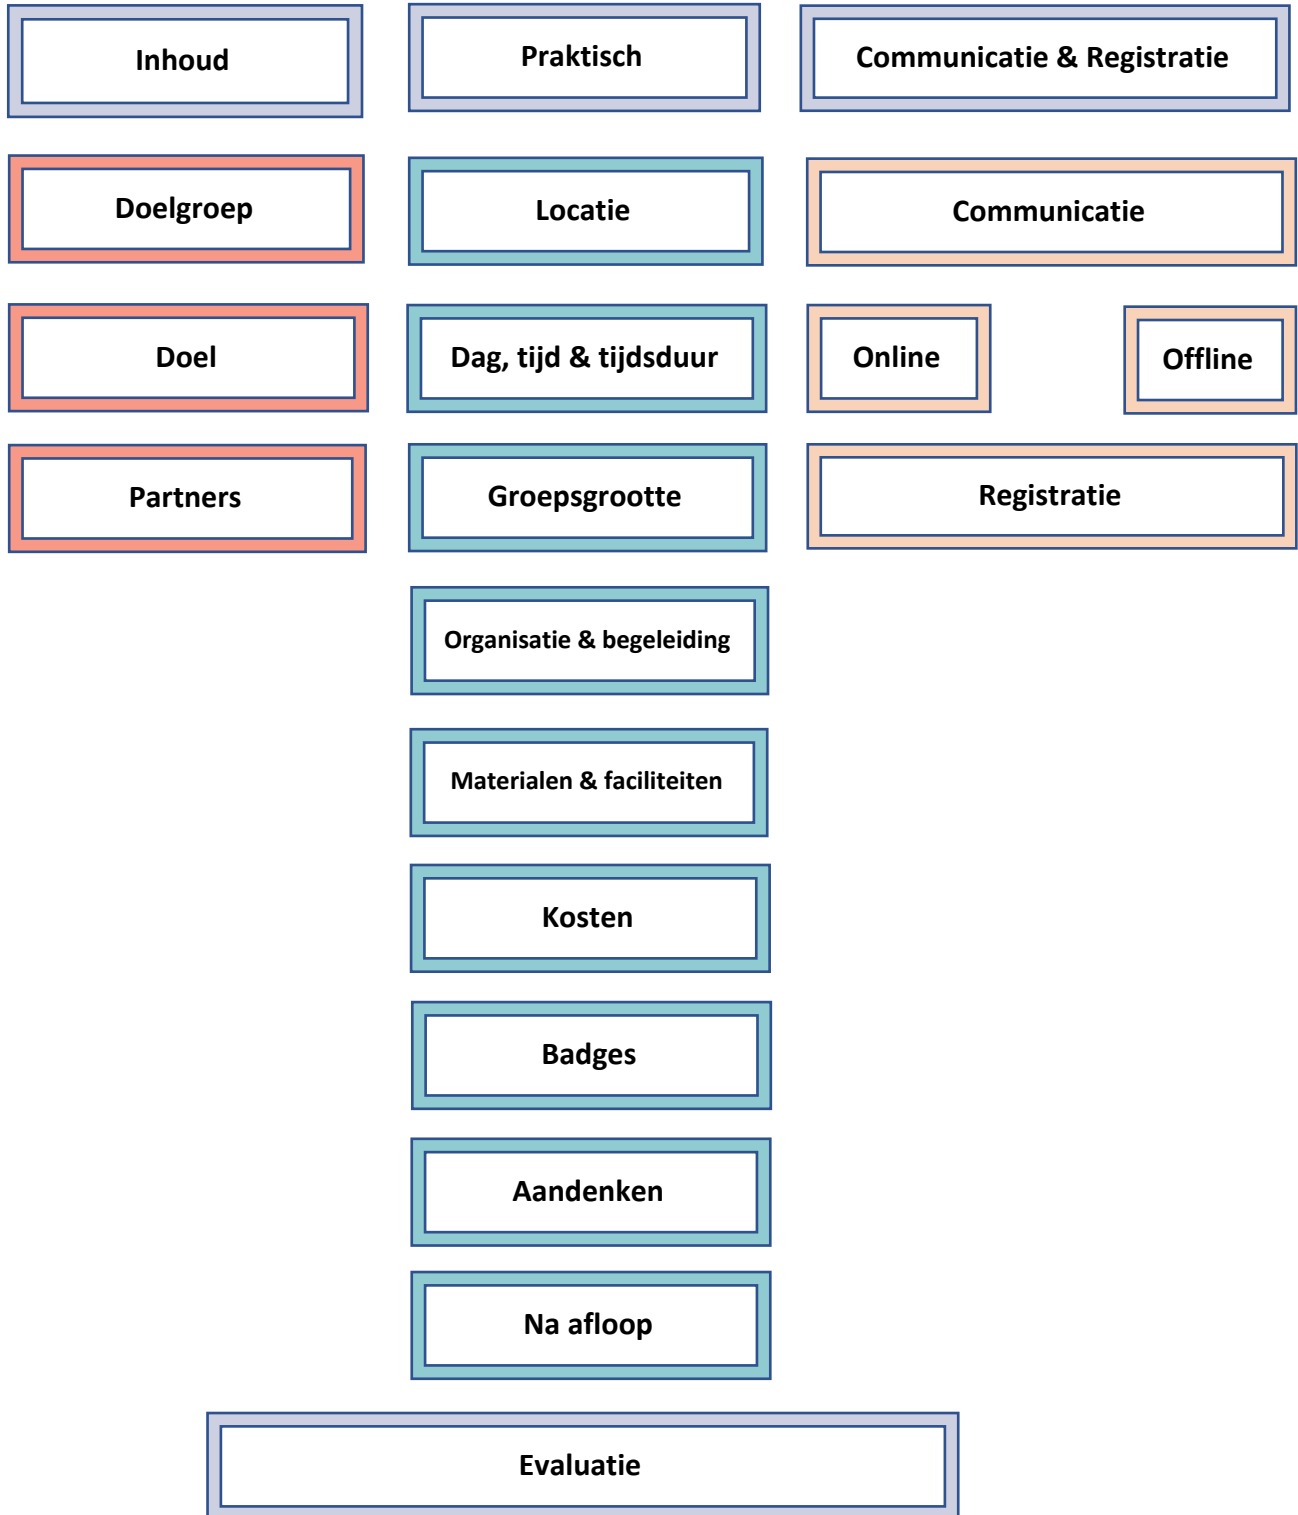 Inhoud
Praktisch
Communicatie & Registratie
Doelgroep
Locatie
Communicatie
Doel
Dag, tijd & tijdsduur
Online
Offline
Partners
Groepsgrootte
Registratie
Organisatie & begeleiding
Materialen & faciliteiten
Kosten
Badges
Aandenken
Na afloop
Evaluatie